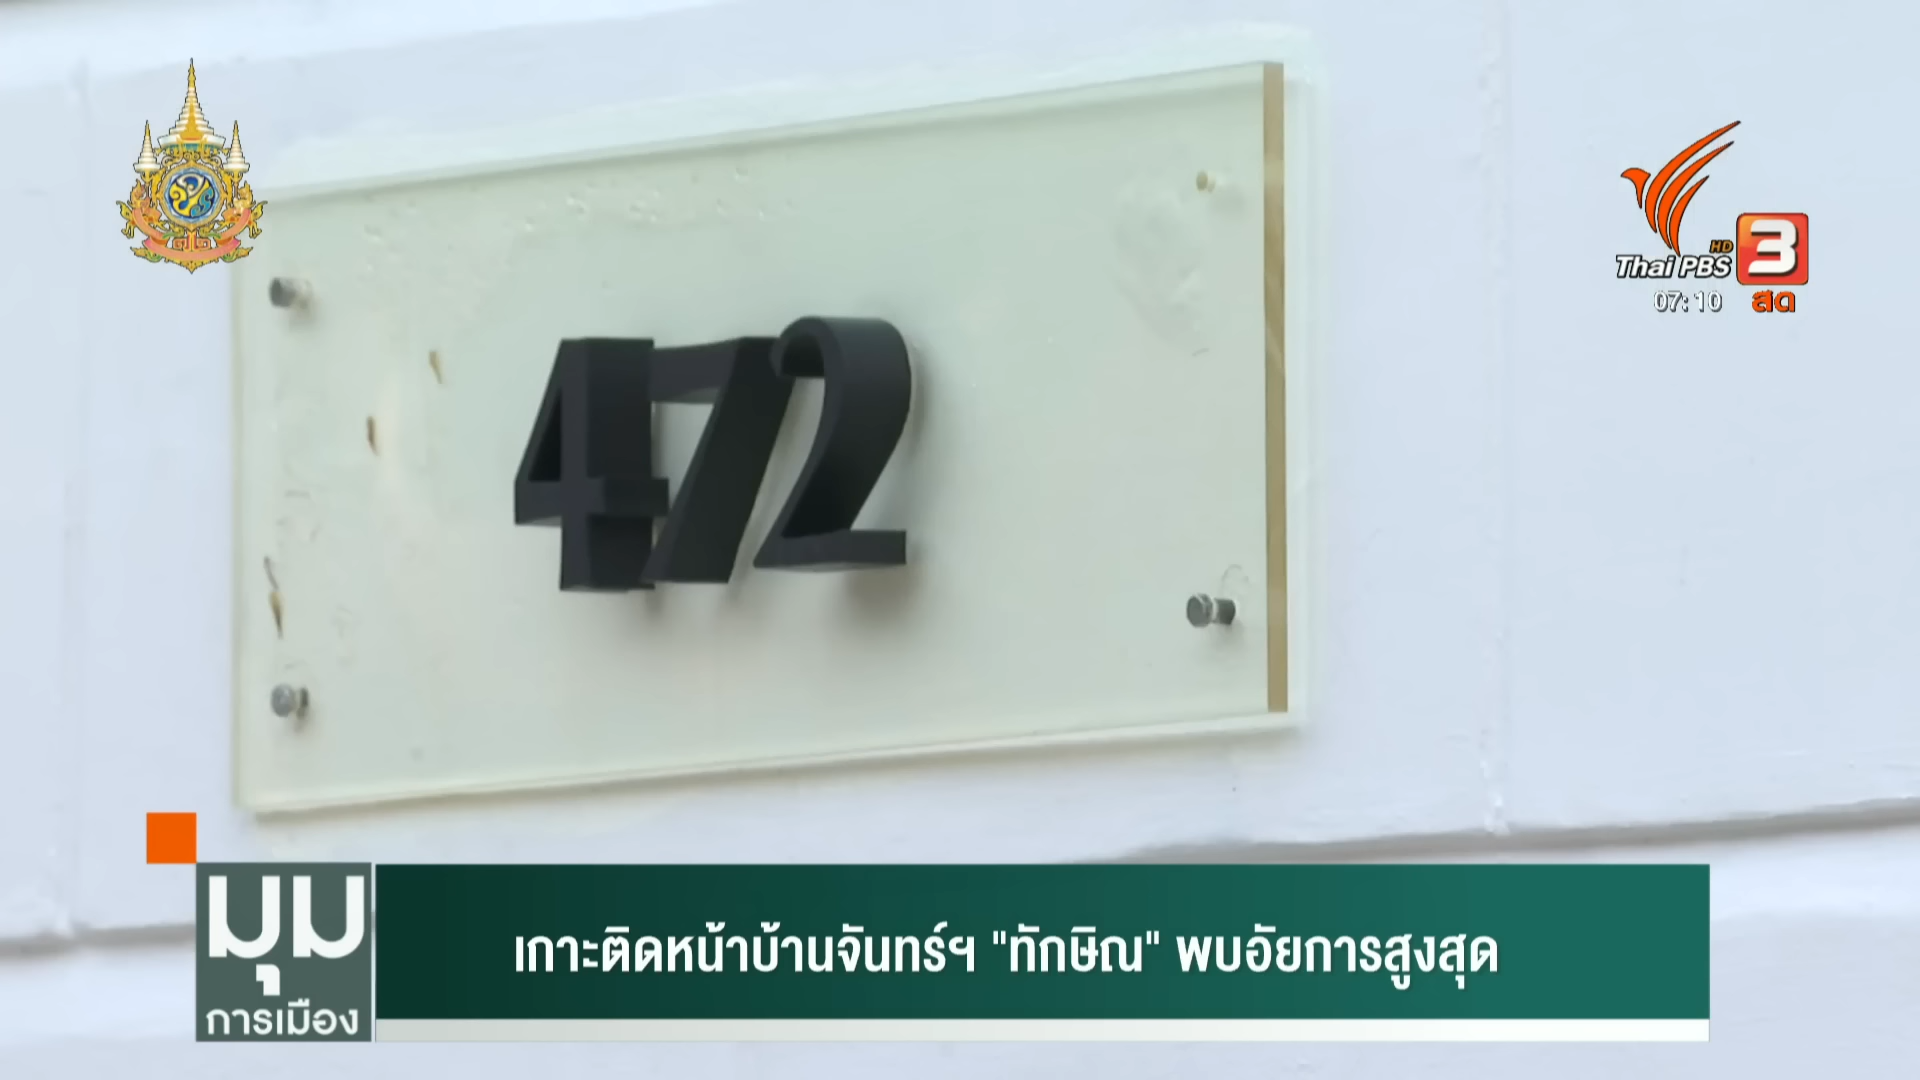 ๗๒
472
Thai PBS HD 3
07:10 สด
มุม
การเมือง
เกาะติดหน้าบ้านจันทร์ฯ "ทักษิณ" พบอัยการสูงสุด